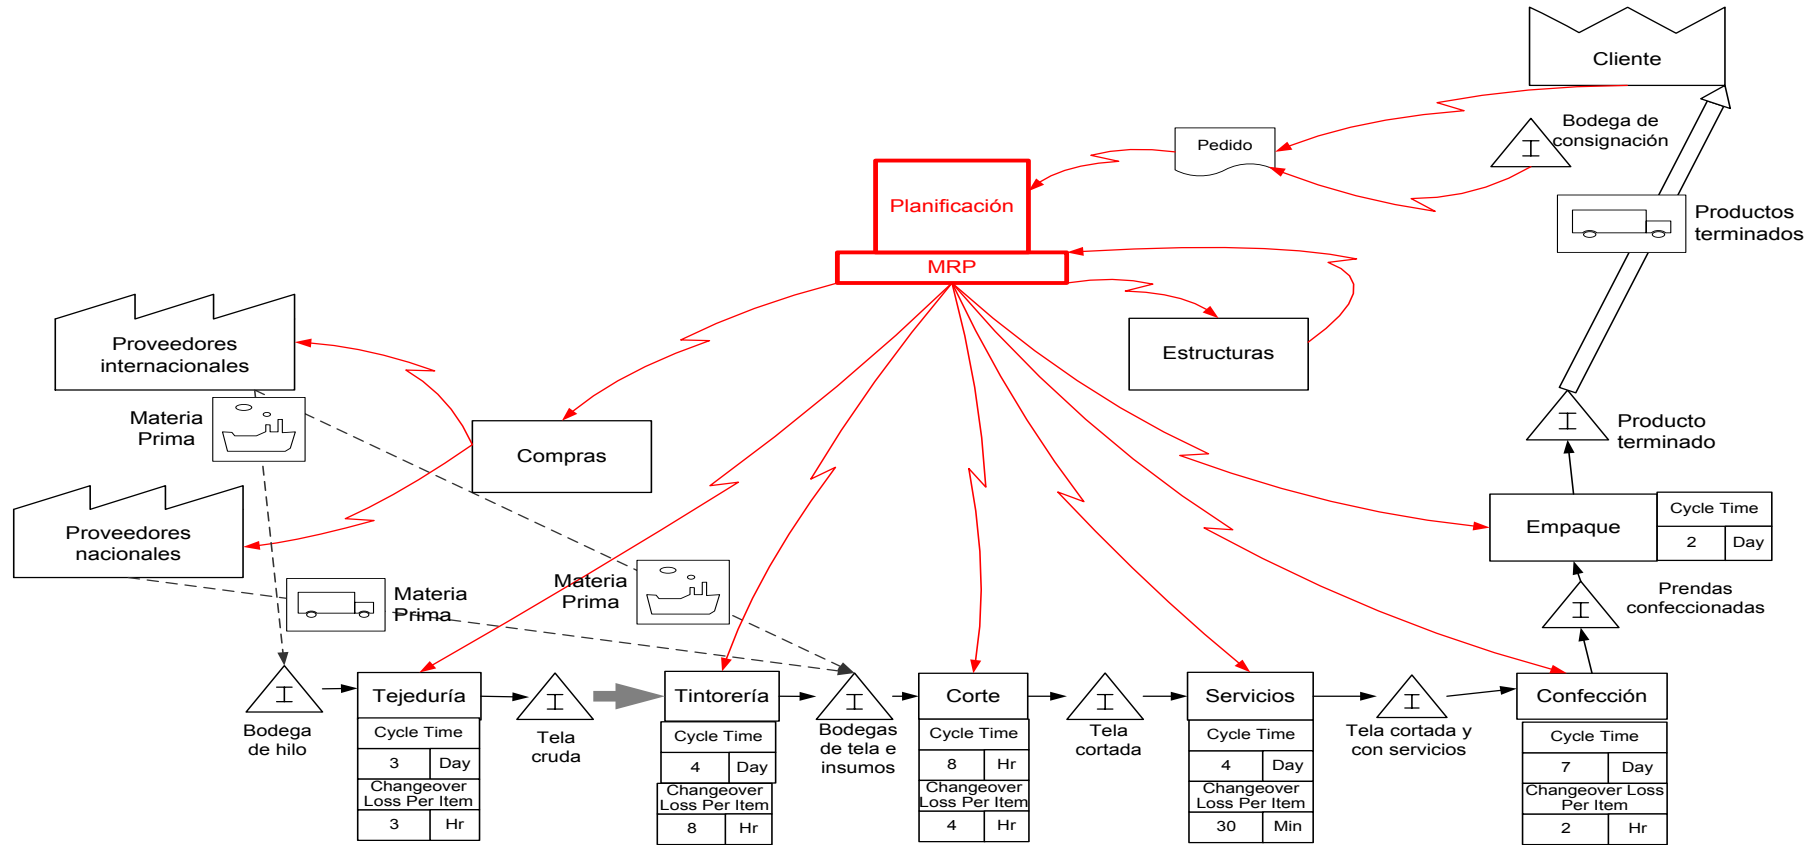 Cliente
Bodega de
consignación
Pedido
Planificación
MRP
Productos
terminados
Estructuras
Proveedores
internacionales
Materia
Prima
Compras
Producto
terminado
Proveedores
nacionales
Empaque
Cycle Time
2 Day
Materia
Prima
Materia
Prima
Prendas
confeccionadas
I
I
I
I
I
I
I
I
Bodega
de hilo
Tejeduría
Cycle Time
3 Day
Changeover
Loss Per Item
3 Hr
Tela
cruda
Tintorería
Cycle Time
4 Day
Changeover
Loss Per Item
8 Hr
Bodegas
de tela e
insumos
Corte
Cycle Time
8 Hr
Changeover
Loss Per Item
4 Hr
Tela
cortada
Servicios
Cycle Time
4 Day
Changeover
Loss Per Item
30 Min
Tela cortada y
con servicios
Confección
Cycle Time
7 Day
Changeover Loss
Per Item
2 Hr